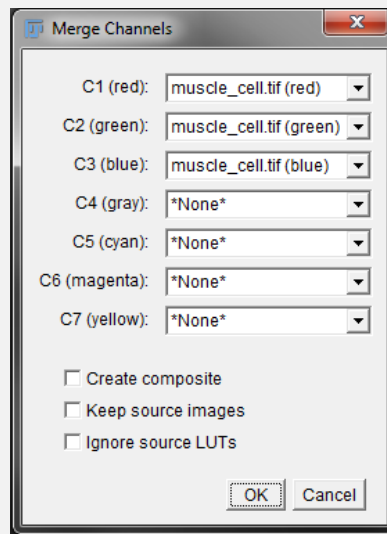 Merge Channels
C1 (red): muscle_cell.tif (red)
C2 (green): muscle_cell.tif (green)
C3 (blue): muscle_cell.tif (blue)
C4 (gray): *None*
C5 (cyan): *None*
C6 (magenta): *None*
C7 (yellow): *None*
Create composite
Keep source images
Ignore source LUTs
OK Cancel